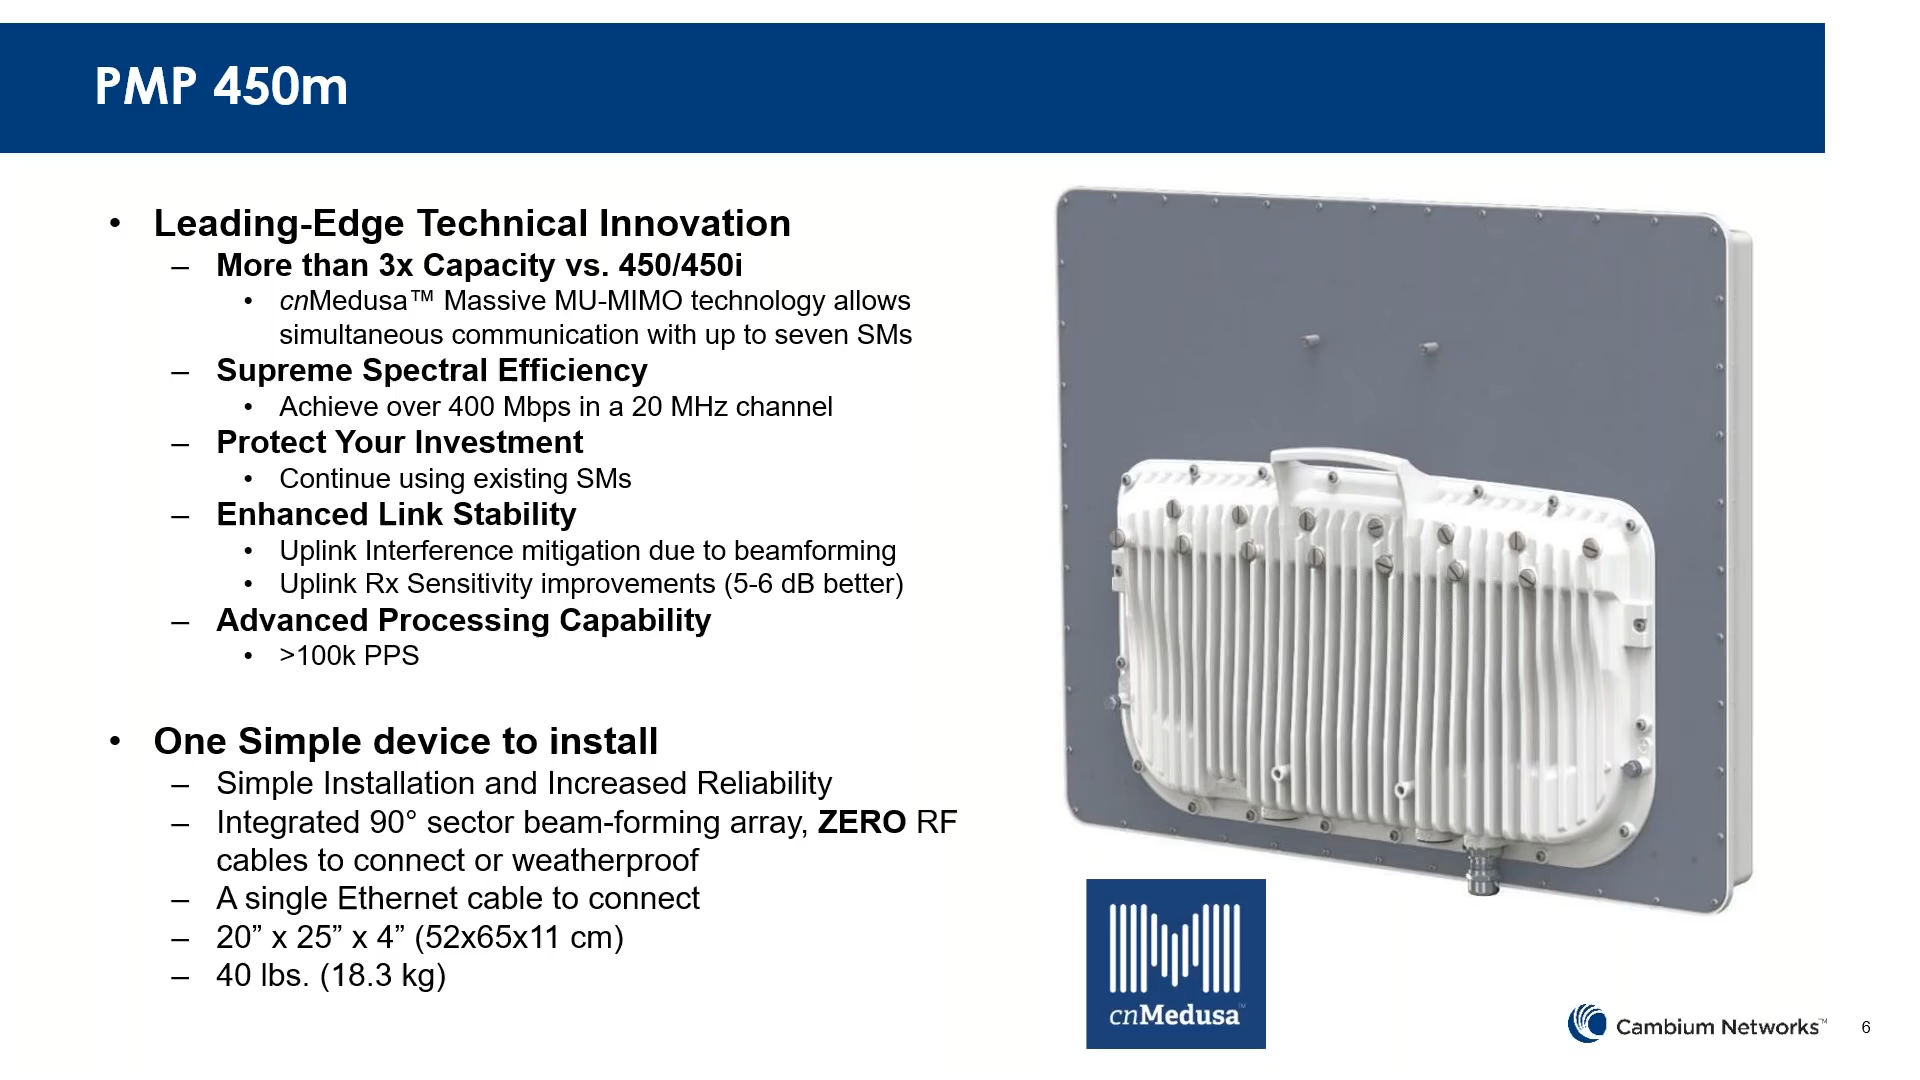 PMP 450m
• Leading-Edge Technical Innovation
– More than 3x Capacity vs. 450/450i
• cnMedusa™ Massive MU-MIMO technology allows
simultaneous communication with up to seven SMs
– Supreme Spectral Efficiency
• Achieve over 400 Mbps in a 20 MHz channel
– Protect Your Investment
• Continue using existing SMs
– Enhanced Link Stability
• Uplink Interference mitigation due to beamforming
• Uplink Rx Sensitivity improvements (5-6 dB better)
– Advanced Processing Capability
• >100k PPS
• One Simple device to install
– Simple Installation and Increased Reliability
– Integrated 90° sector beam-forming array, ZERO RF
cables to connect or weatherproof
– A single Ethernet cable to connect
– 20” x 25” x 4” (52x65x11 cm)
– 40 lbs. (18.3 kg)
cnMedusa™
Cambium Networks™
6